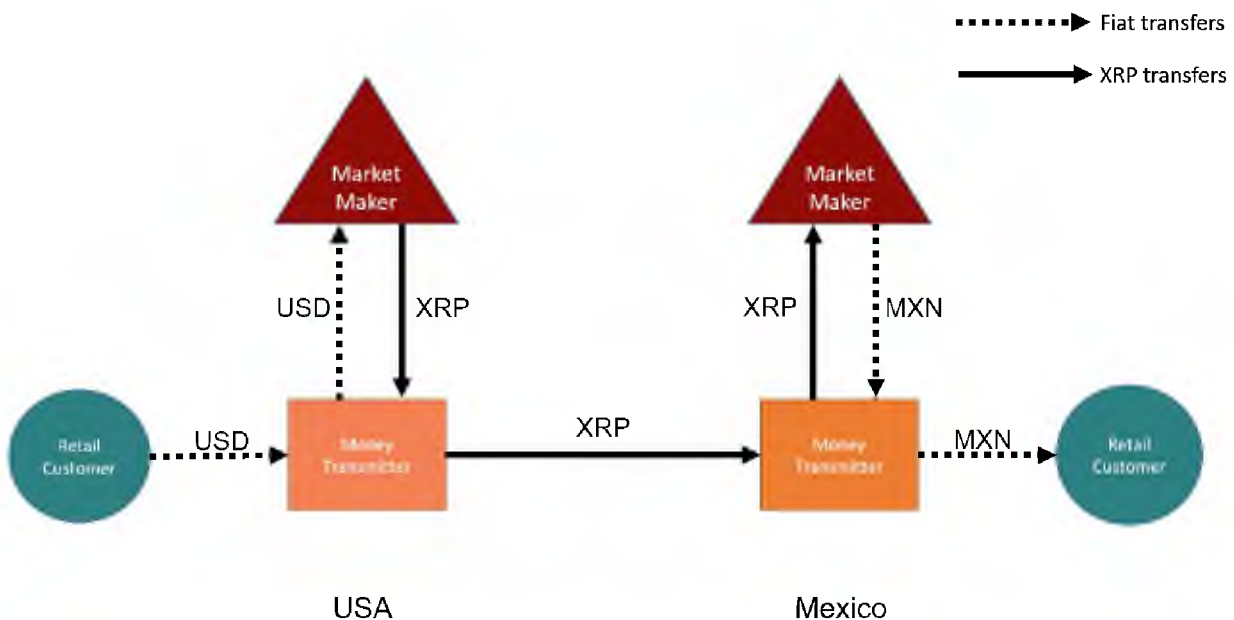 Fiat transfers
XRP transfers
Market
Maker
Market
Maker
USD
XRP
XRP
MXN
Retail
Customer
USD
Money
Transmitter
XRP
Money
Transmitter
MXN
Retail
Customer
USA
Mexico